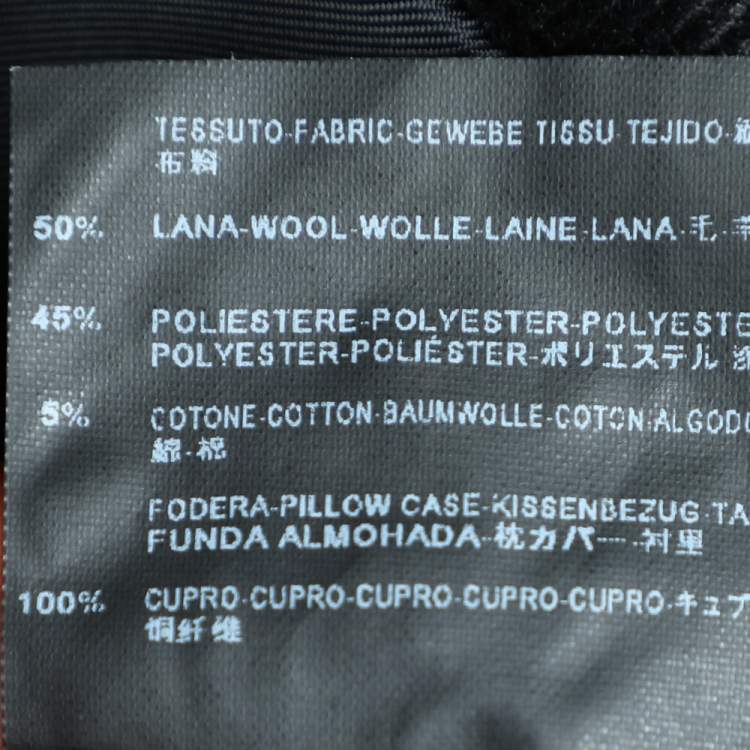 TESSUTO-FABRIC-GEWEBE TISSU TEJIDO-
布料
50% LANA-WOOL-WOLLE-LAINE-LANA-毛-羊
45% POLIESTERE-POLYESTER-POLYESTE
POLYESTER-POLIÉSTER-ポリエステル 涤
5% COTONE-COTTON-BAUMWOLLE-COTON-ALGOD
綿-棉
FODERA-PILLOW CASE-KISSENBEZUG-TA
FUNDA ALMOHADA-枕カバー-衬里
100% CUPRO-CUPRO-CUPRO-CUPRO-CUPRO-キュプ
铜纤维